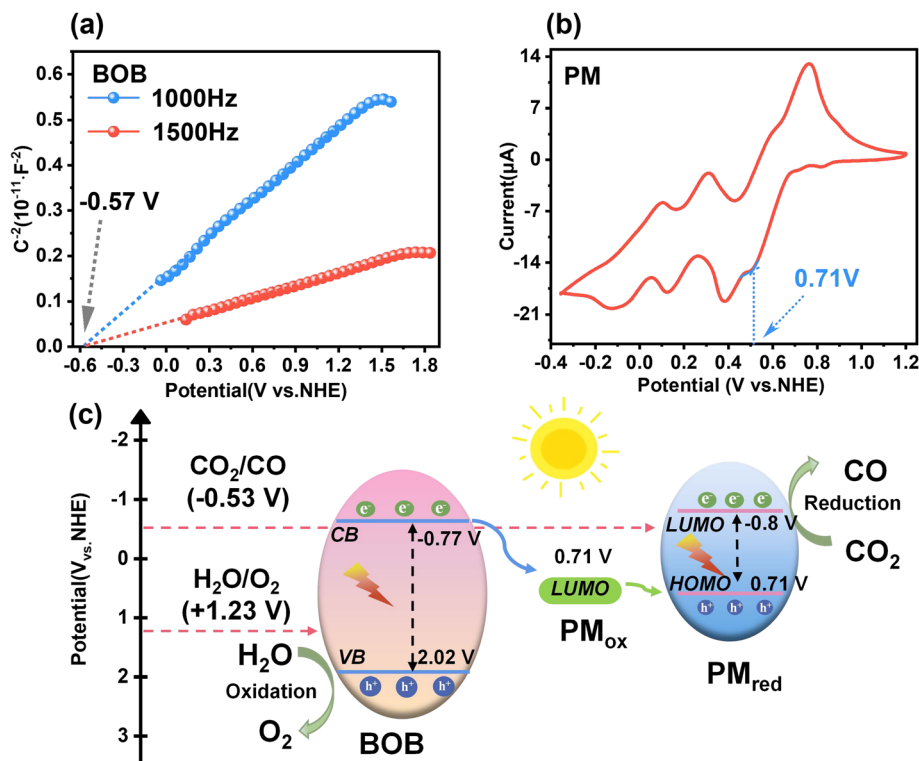 (a)
BOB
1000Hz
1500Hz
-0.57 V
C⁻²(10⁻¹¹·F⁻²)
0.6
0.5
0.4
0.3
0.2
0.1
0.0
-0.6 -0.3 0.0 0.3 0.6 0.9 1.2 1.5 1.8
Potential(V vs.NHE)
(b)
PM
0.71V
Current(μA)
14
7
0
-7
-14
-21
-0.4 -0.2 0.0 0.2 0.4 0.6 0.8 1.0 1.2
Potential (V vs.NHE)
(c)
Potential(Vvs.NHE)
-2
-1
0
1
2
3
CO₂/CO
(-0.53 V)
H₂O/O₂
(+1.23 V)
H₂O
Oxidation
O₂
e⁻ e⁻ e⁻
CB
-0.77 V
VB
2.02 V
h⁺ h⁺ h⁺
BOB
0.71 V
LUMO
PMox
e⁻ e⁻ e⁻
LUMO
-0.8 V
HOMO
0.71 V
h⁺ h⁺ h⁺
PMred
CO
Reduction
CO₂